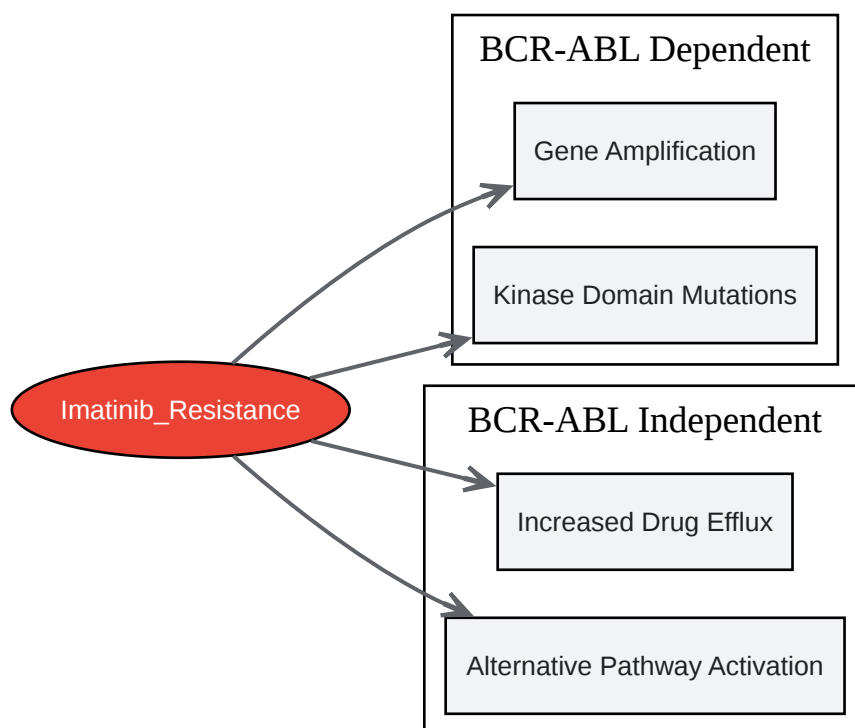 BCR-ABL Dependent
Gene Amplification
Kinase Domain Mutations
Imatinib_Resistance
BCR-ABL Independent
Increased Drug Efflux
Alternative Pathway Activation